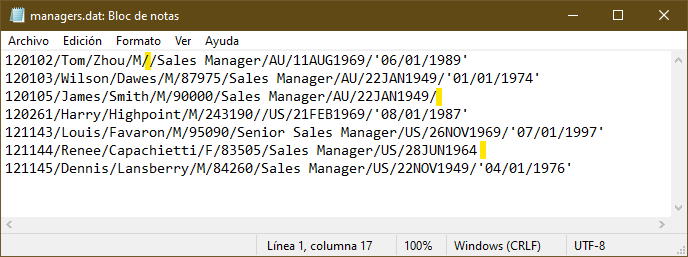 managers.dat: Bloc de notas
Archivo Edición Formato Ver Ayuda
120102/Tom/Zhou/M//Sales Manager/AU/11AUG1969/'06/01/1989'
120103/Wilson/Dawes/M/87975/Sales Manager/AU/22JAN1949/'01/01/1974'
120105/James/Smith/M/90000/Sales Manager/AU/22JAN1949/
120261/Harry/Highpoint/M/243190//US/21FEB1969/'08/01/1987'
121143/Louis/Favaron/M/95090/Senior Sales Manager/US/26NOV1969/'07/01/1997'
121144/Renee/Capachietti/F/83505/Sales Manager/US/28JUN1964
121145/Dennis/Lansberry/M/84260/Sales Manager/US/22NOV1949/'04/01/1976'
Línea 1, columna 17 100% Windows (CRLF) UTF-8